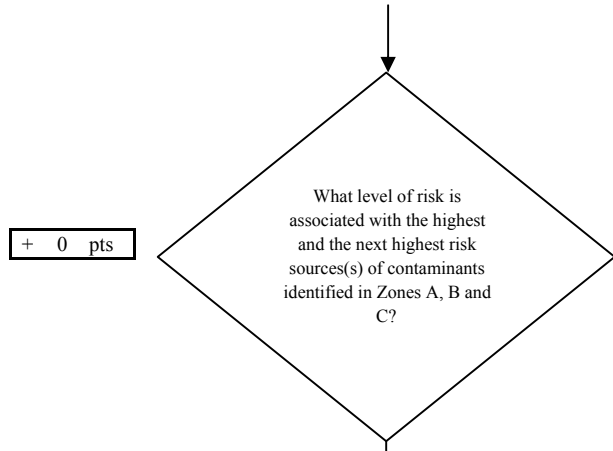 What level of risk is
associated with the highest
and the next highest risk
sources(s) of contaminants
identified in Zones A, B and
C?
+ 0 pts